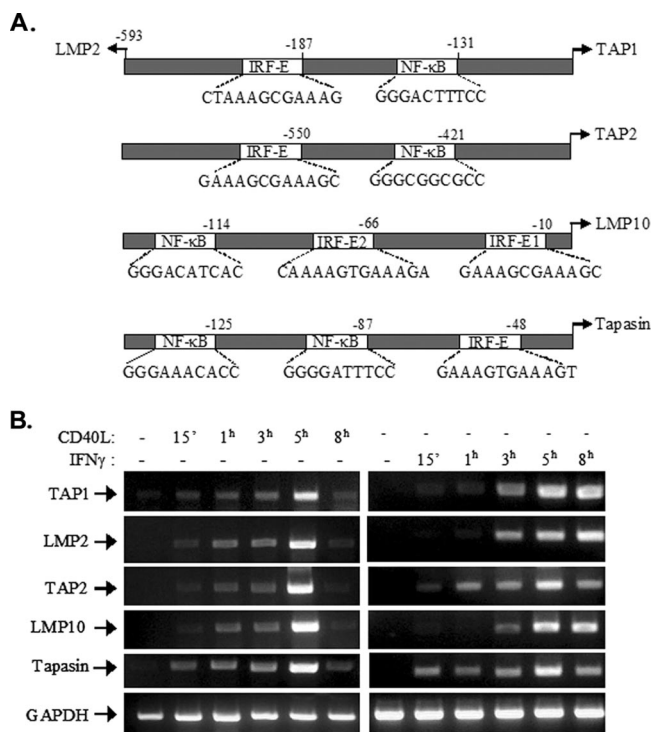 A.
-593 -187 -131
LMP2 TAP1
IRF-E NF-κB
CTAAAGCGAAAG GGGACTTTCC
-550 -421
TAP2
IRF-E NF-κB
GAAAGCGAAAGC GGGCGGCGCC
-114 -66 -10
LMP10
NF-κB IRF-E2 IRF-E1
GGGACATCAC CAAAAGTGAAAGA GAAAGCGAAAGC
-125 -87 -48
Tapasin
NF-κB NF-κB IRF-E
GGGAAACACC GGGGATTTCC GAAAGTGAAAGT
B.
CD40L: - 15’ 1h 3h 5h 8h - - - - - -
IFNγ : - - - - - - - 15’ 1h 3h 5h 8h
TAP1
LMP2
TAP2
LMP10
Tapasin
GAPDH